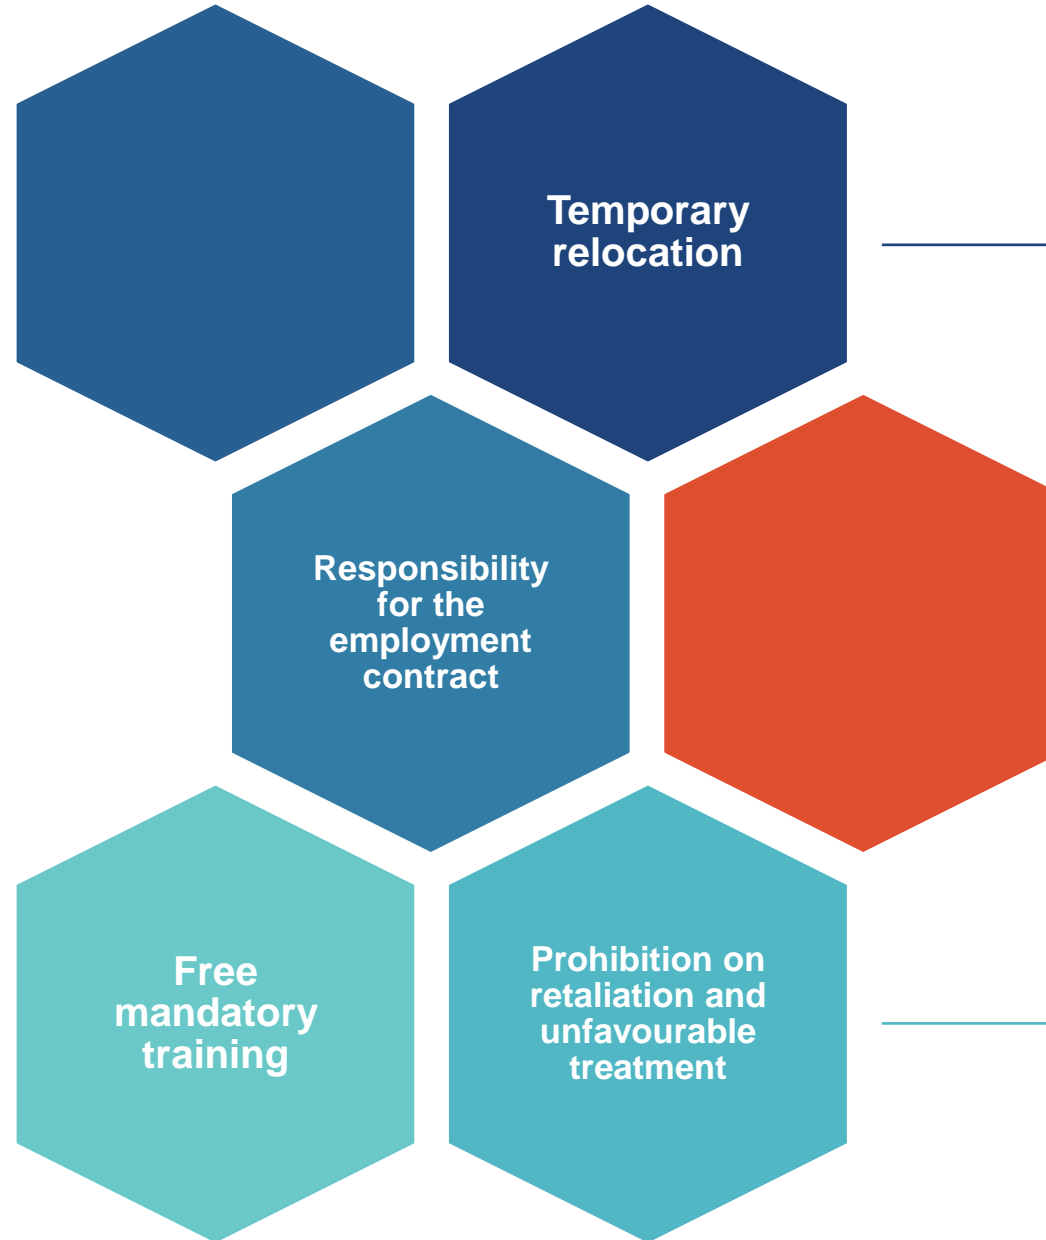 Temporary
relocation
Responsibility
for the
employment
contract
Free
mandatory
training
Prohibition on
retaliation and
unfavourable
treatment